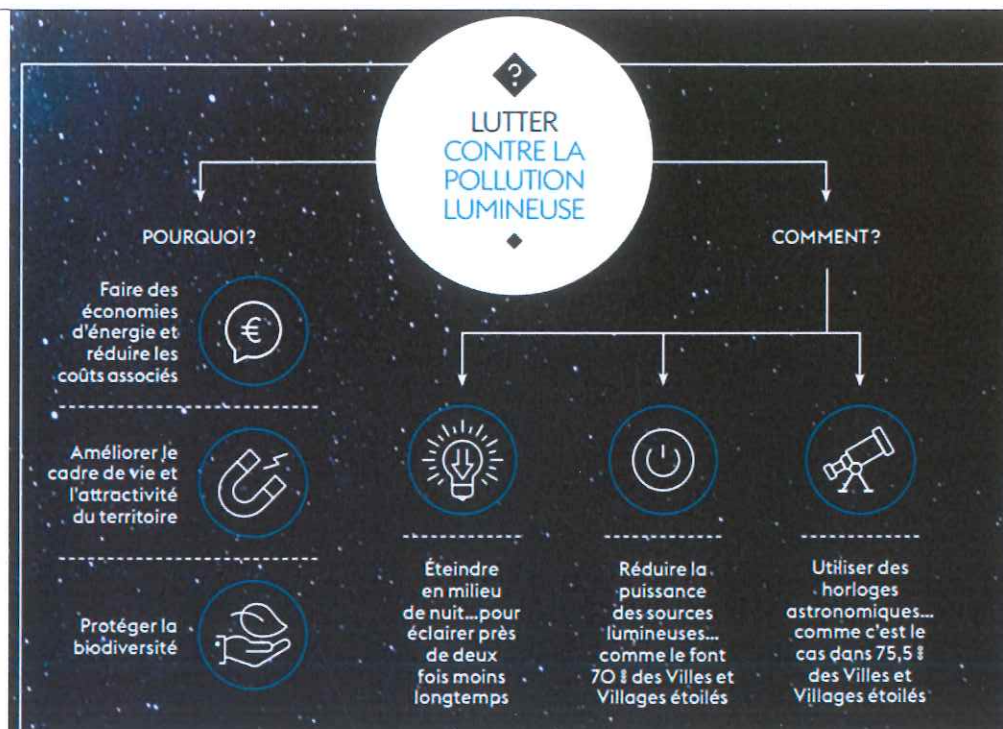 ?
LUTTER
CONTRE LA
POLLUTION
LUMINEUSE
POURQUOI?
Faire des
économies
d'énergie et
réduire les
coûts associés
€
Améliorer le
cadre de vie et
l'attractivité
du territoire
Protéger la
biodiversité
COMMENT?
Éteindre
en milieu
de nuit...pour
éclairer près
de deux
fois moins
longtemps
Réduire la
puissance
des sources
lumineuses...
comme le font
70 % des Villes et
Villages étoilés
Utiliser des
horloges
astronomiques...
comme c'est le
cas dans 75,5 %
des Villes et
Villages étoilés